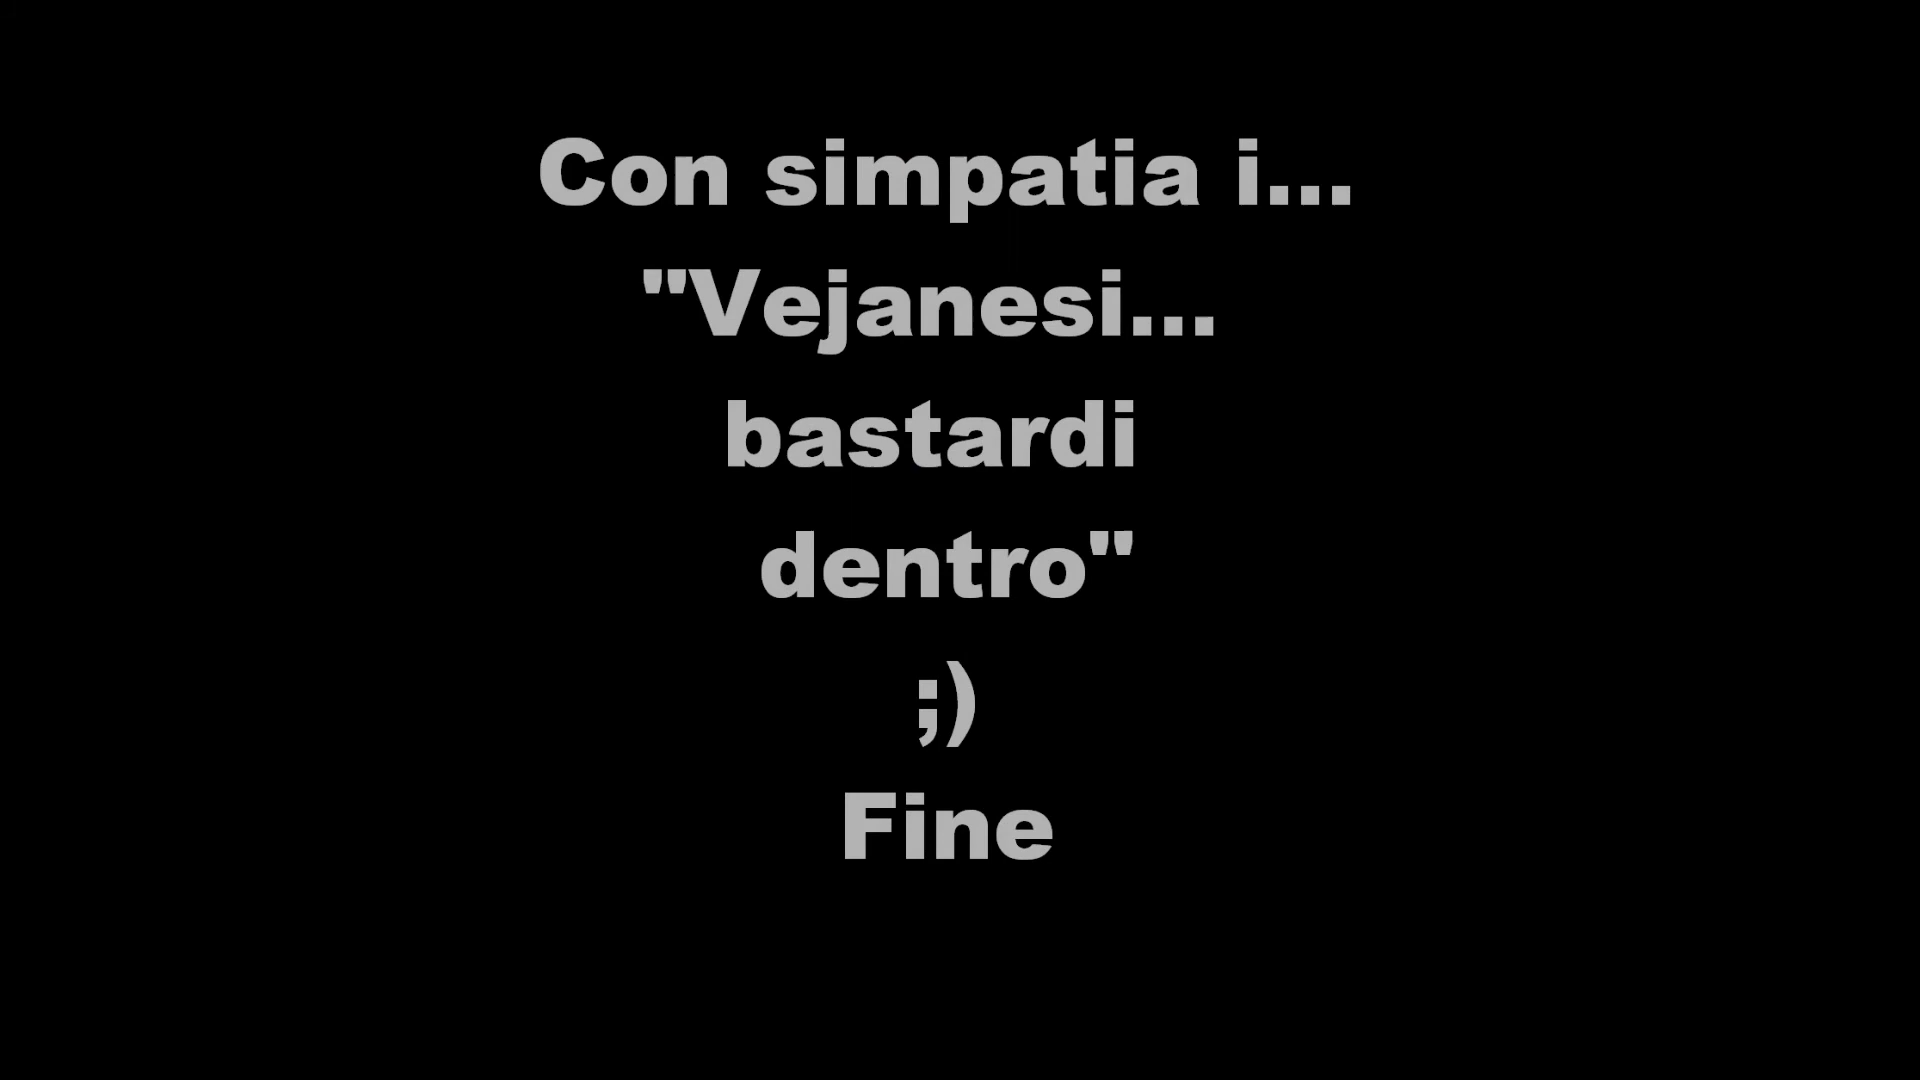 Con simpatia i...
"Vejanesi...
bastardi
dentro"
;)
Fine